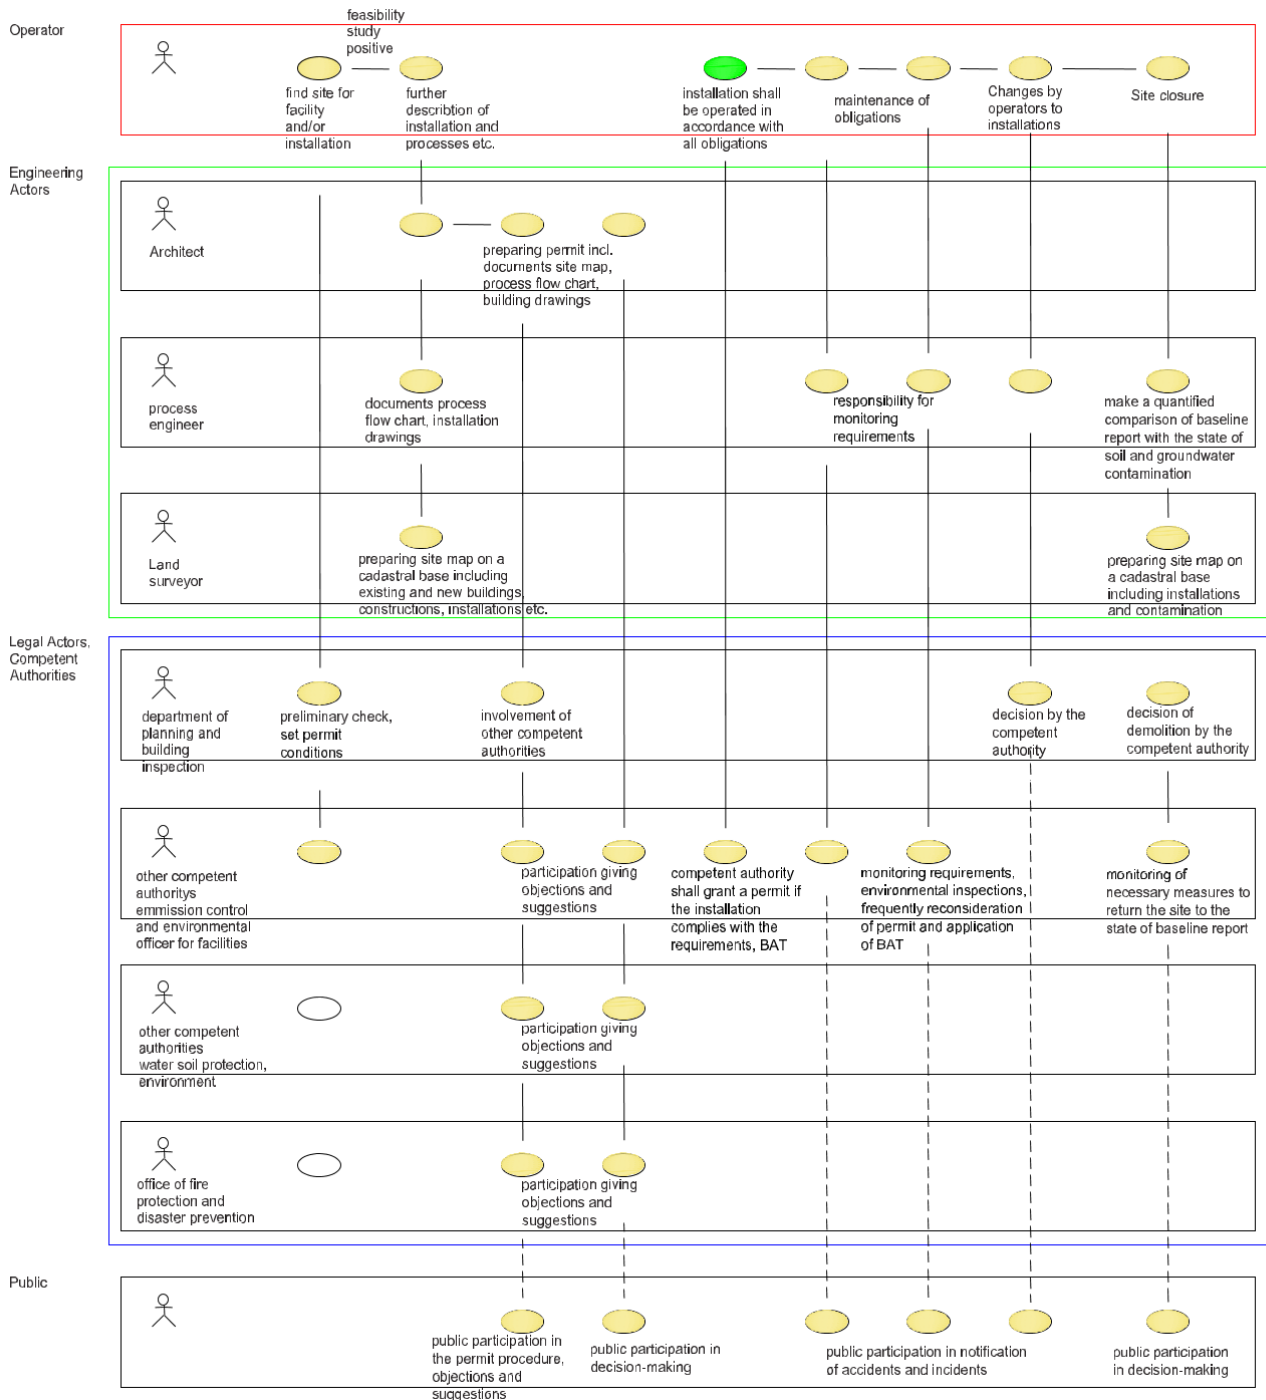 Operator
feasibility
study
positive
find site for
facility
and/or
installation
further
describtion of
installation and
processes etc.
installation shall
be operated in
accordance with
all obligations
maintenance of
obligations
Changes by
operators to
installations
Site closure
Engineering
Actors
Architect
preparing permit incl.
documents site map,
process flow chart,
building drawings
process
engineer
documents process
flow chart, installation
drawings
responsibility for
monitoring
requirements
make a quantified
comparison of baseline
report with the state of
soil and groundwater
contamination
Land
surveyor
preparing site map on a
cadastral base including
existing and new buildings,
constructions, installations etc.
preparing site map on
a cadastral base
including installations
and contamination
Legal Actors,
Competent
Authorities
department of
planning and
building
inspection
preliminary check,
set permit
conditions
involvement of
other competent
authorities
decision by the
competent
authority
decision of
demolition by the
competent authority
other competent
authoritys
emmission control
and environmental
officer for facilities
participation giving
objections and
suggestions
competent authority
shall grant a permit if
the installation
complies with the
requirements, BAT
monitoring requirements,
environmental inspections,
frequently reconsideration
of permit and application
of BAT
monitoring of
necessary measures to
return the site to the
state of baseline report
other competent
authorities
water soil protection,
environment
participation giving
objections and
suggestions
office of fire
protection and
disaster prevention
participation giving
objections and
suggestions
Public
public participation in
the permit procedure,
objections and
suggestions
public participation in
decision-making
public participation in notification
of accidents and incidents
public participation
in decision-making